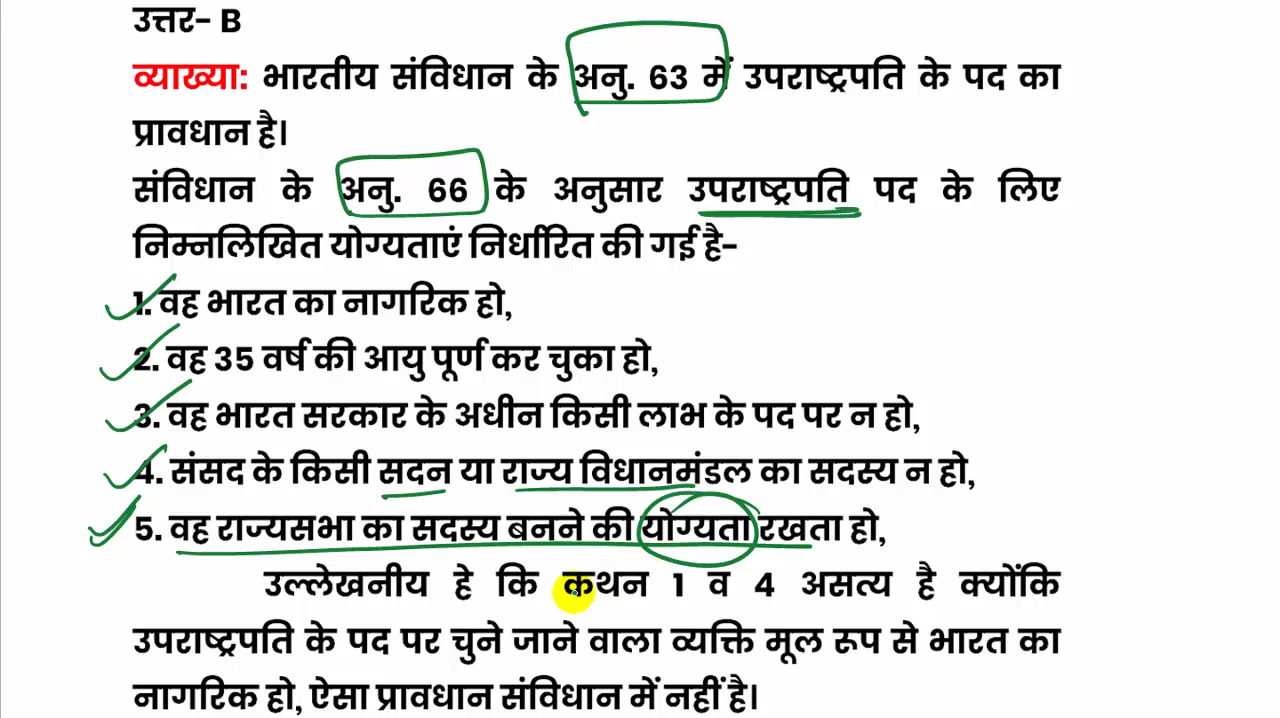 उत्तर- B
व्याख्या: भारतीय संविधान के अनु. 63 में उपराष्ट्रपति के पद का
प्रावधान है।
संविधान के अनु. 66 के अनुसार उपराष्ट्रपति पद के लिए
निम्नलिखित योग्यताएं निर्धारित की गई है-
1. वह भारत का नागरिक हो,
2. वह 35 वर्ष की आयु पूर्ण कर चुका हो,
3. वह भारत सरकार के अधीन किसी लाभ के पद पर न हो,
4. संसद के किसी सदन या राज्य विधानमंडल का सदस्य न हो,
5. वह राज्यसभा का सदस्य बनने की योग्यता रखता हो,
उल्लेखनीय हे कि कथन 1 व 4 असत्य है क्योंकि
उपराष्ट्रपति के पद पर चुने जाने वाला व्यक्ति मूल रूप से भारत का
नागरिक हो, ऐसा प्रावधान संविधान में नहीं है।